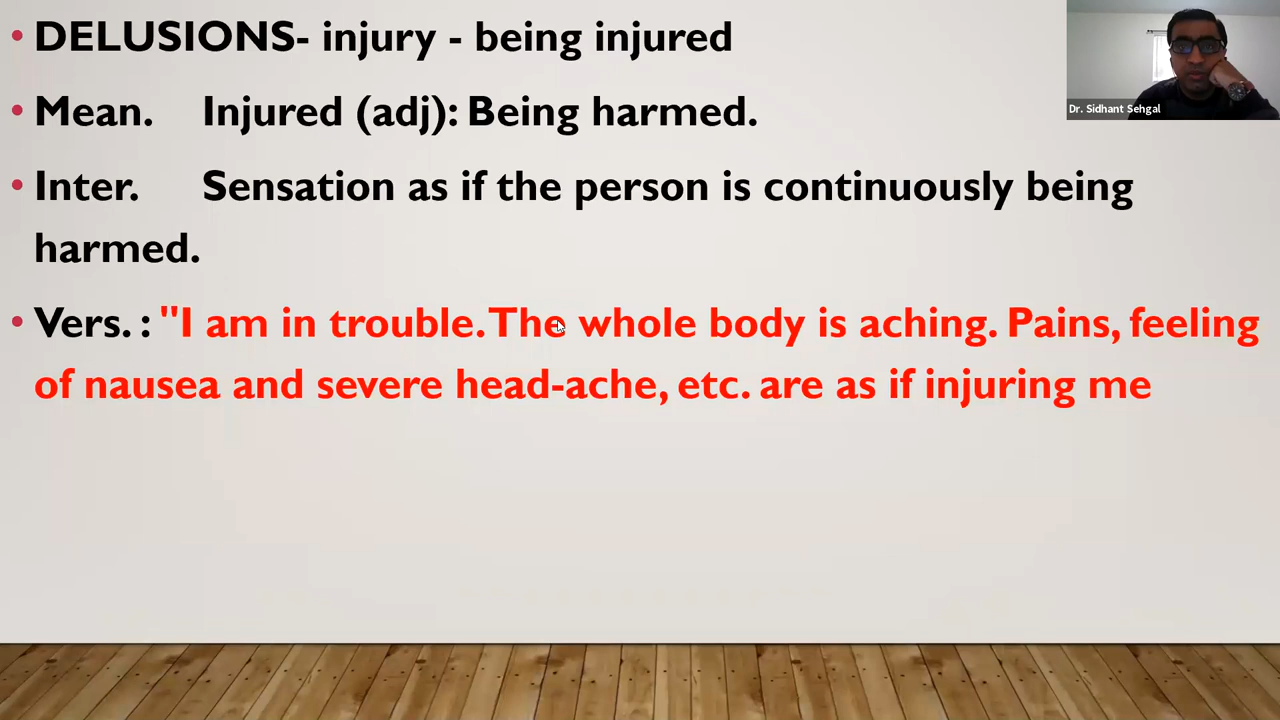 • DELUSIONS- injury - being injured
• Mean. Injured (adj): Being harmed.
• Inter. Sensation as if the person is continuously being
harmed.
• Vers. : "I am in trouble. The whole body is aching. Pains, feeling
of nausea and severe head-ache, etc. are as if injuring me
Dr. Sidhant Sehgal